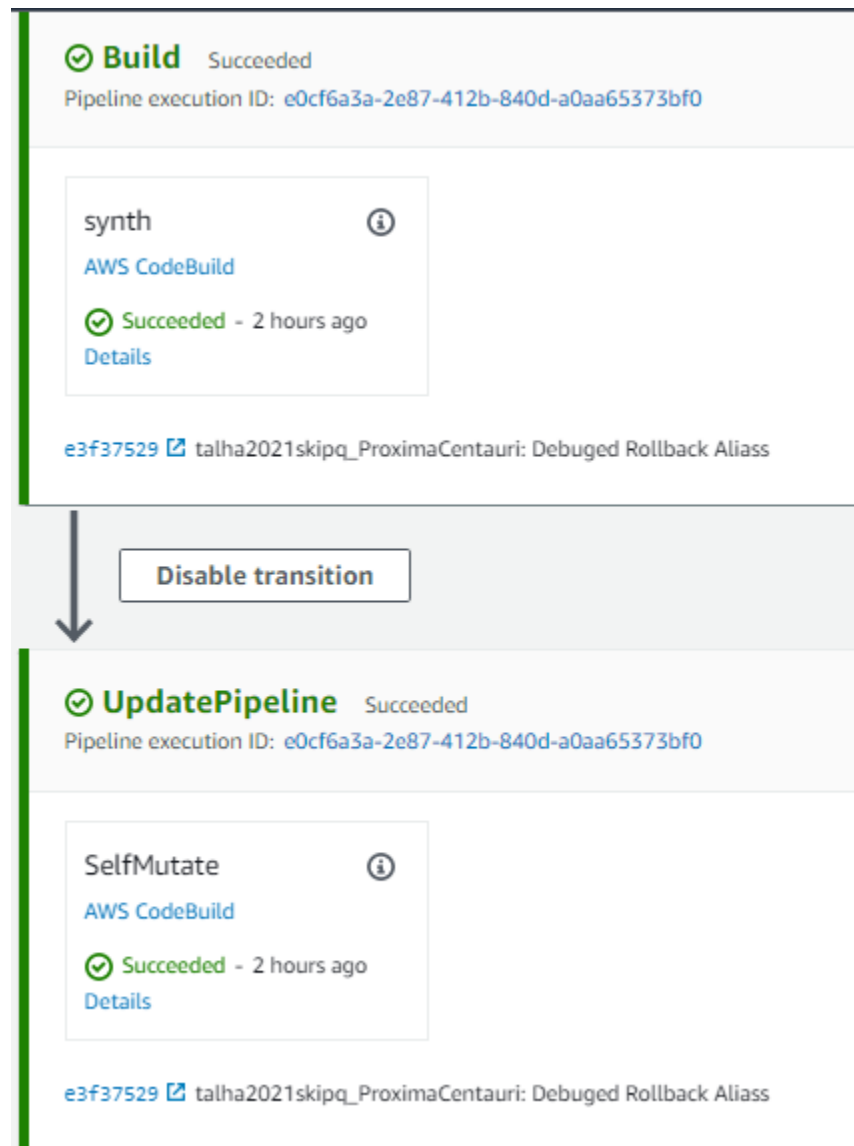 Build Succeeded
Pipeline execution ID: e0cf6a3a-2e87-412b-840d-a0aa65373bf0
synth
AWS CodeBuild
Succeeded - 2 hours ago
Details
e3f37529 talha2021skipq_ProximaCentauri: Debuged Rollback Aliass
Disable transition
UpdatePipeline Succeeded
Pipeline execution ID: e0cf6a3a-2e87-412b-840d-a0aa65373bf0
SelfMutate
AWS CodeBuild
Succeeded - 2 hours ago
Details
e3f37529 talha2021skipq_ProximaCentauri: Debuged Rollback Aliass